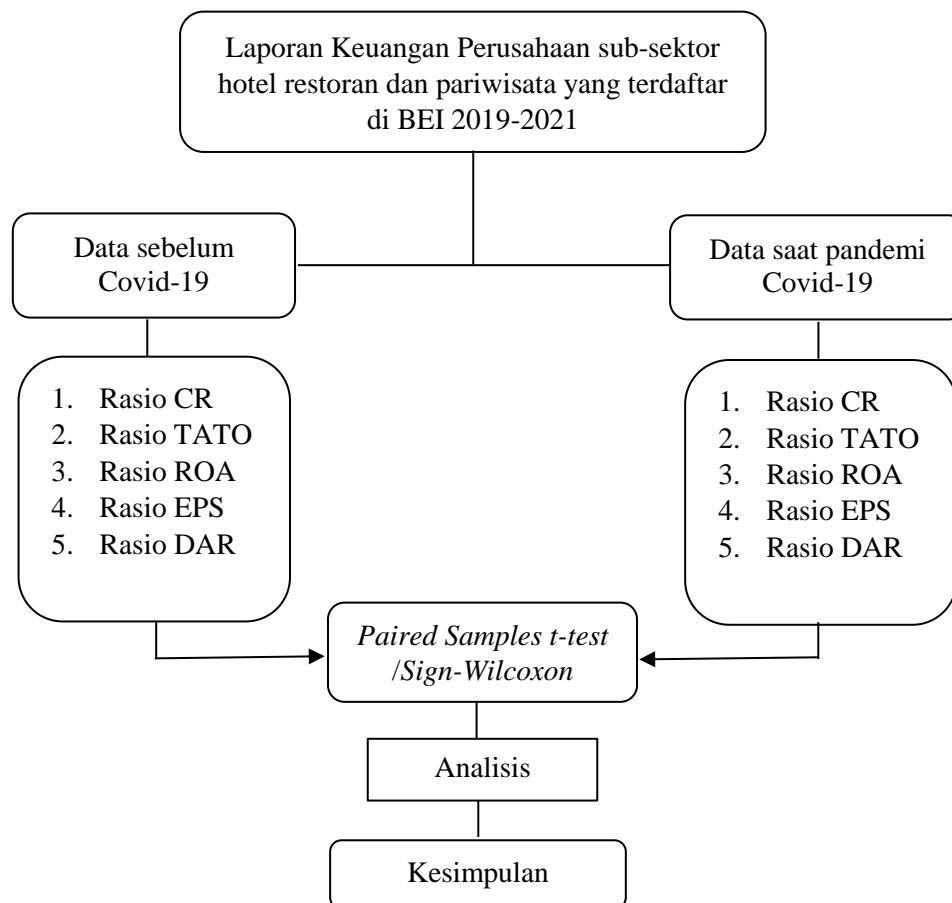 Laporan Keuangan Perusahaan sub-sektor
hotel restoran dan pariwisata yang terdaftar
di BEI 2019-2021
Data sebelum
Covid-19
Data saat pandemi
Covid-19
1. Rasio CR
2. Rasio TATO
3. Rasio ROA
4. Rasio EPS
5. Rasio DAR
1. Rasio CR
2. Rasio TATO
3. Rasio ROA
4. Rasio EPS
5. Rasio DAR
Paired Samples t-test
/Sign-Wilcoxon
Analisis
Kesimpulan